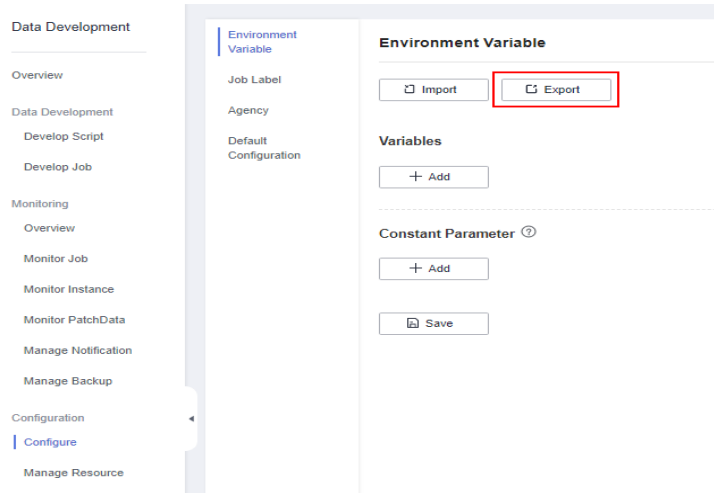 Data Development
Overview
Data Development
Develop Script
Develop Job
Monitoring
Overview
Monitor Job
Monitor Instance
Monitor PatchData
Manage Notification
Manage Backup
Configuration
Configure
Manage Resource
Environment
Variable
Job Label
Agency
Default
Configuration
Environment Variable
Import
Export
Variables
+ Add
Constant Parameter ?
+ Add
Save